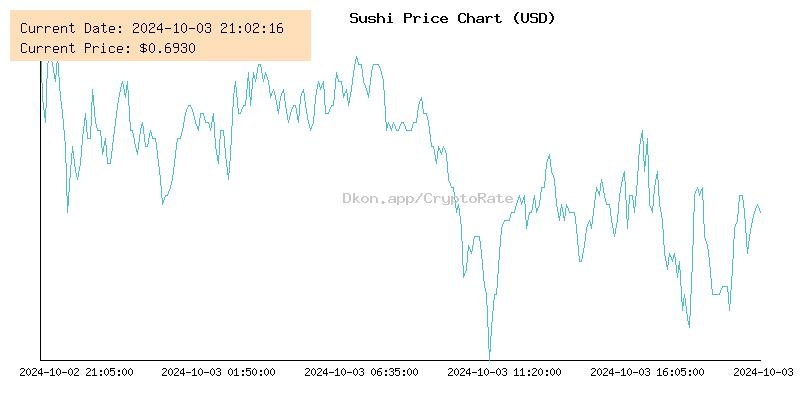 Sushi Price Chart (USD)
Current Date: 2024-10-03 21:02:16
Current Price: $0.6930
Dkon.app/CryptoRate
2024-10-02 21:05:00 2024-10-03 01:50:00 2024-10-03 06:35:00 2024-10-03 11:20:00 2024-10-03 16:05:00 2024-10-03